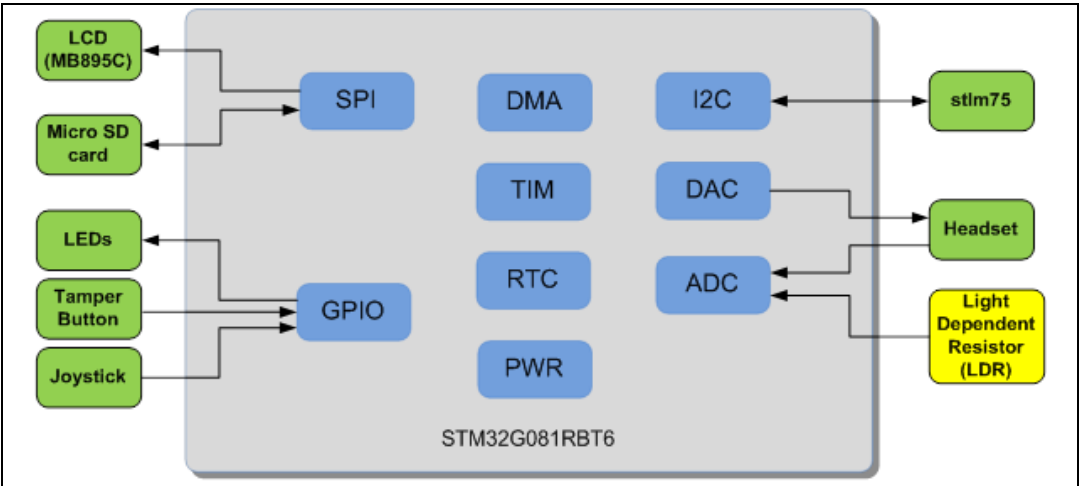 LCD
(MB895C)
Micro SD
card
LEDs
Tamper
Button
Joystick
SPI
GPIO
DMA
TIM
RTC
PWR
I2C
DAC
ADC
stlm75
Headset
Light
Dependent
Resistor
(LDR)
STM32G081RBT6